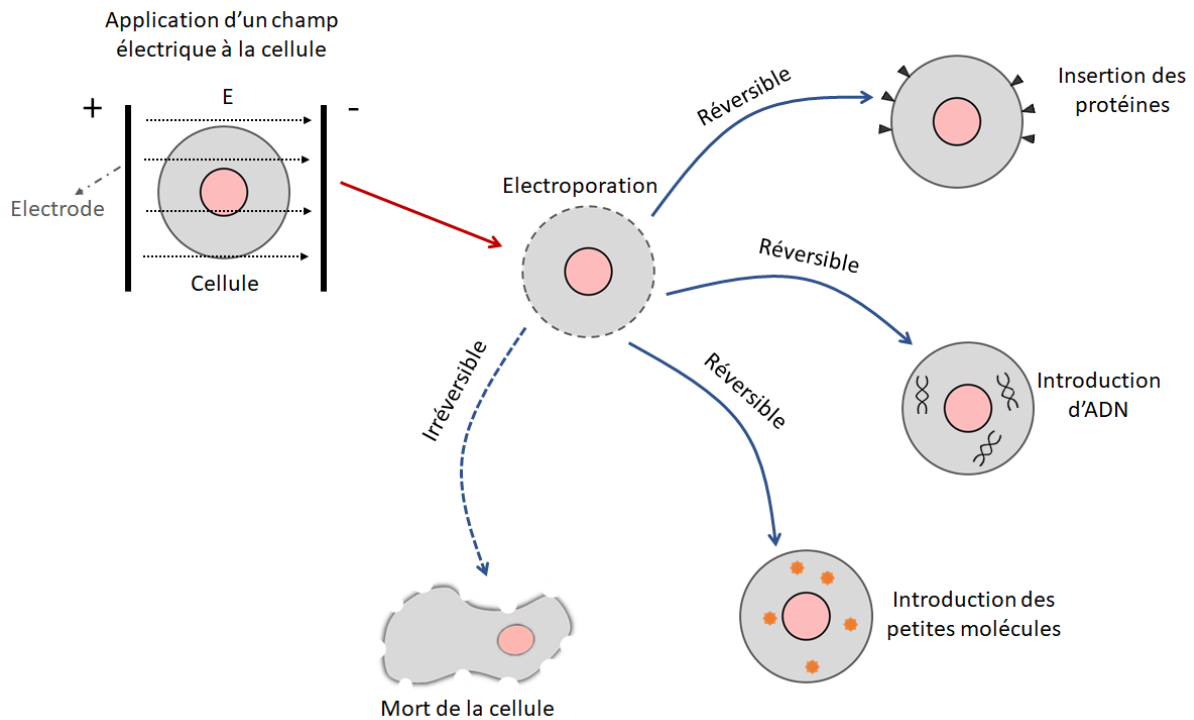 Application d'un champ
électrique à la cellule
+
E
-
Electrode
Cellule
Electroporation
Réversible
Insertion des
protéines
Réversible
Introduction
d'ADN
Réversible
Introduction des
petites molécules
Irréversible
Mort de la cellule